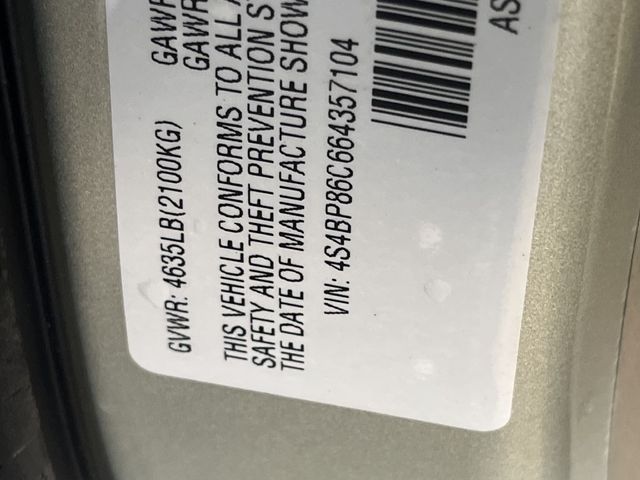 GVWR: 4635LB(2100KG)
GAWR
GAWR
THIS VEHICLE CONFORMS TO ALL
SAFETY AND THEFT PREVENTION S
THE DATE OF MANUFACTURE SHOW
VIN: 4S4BP86C664357104
AS